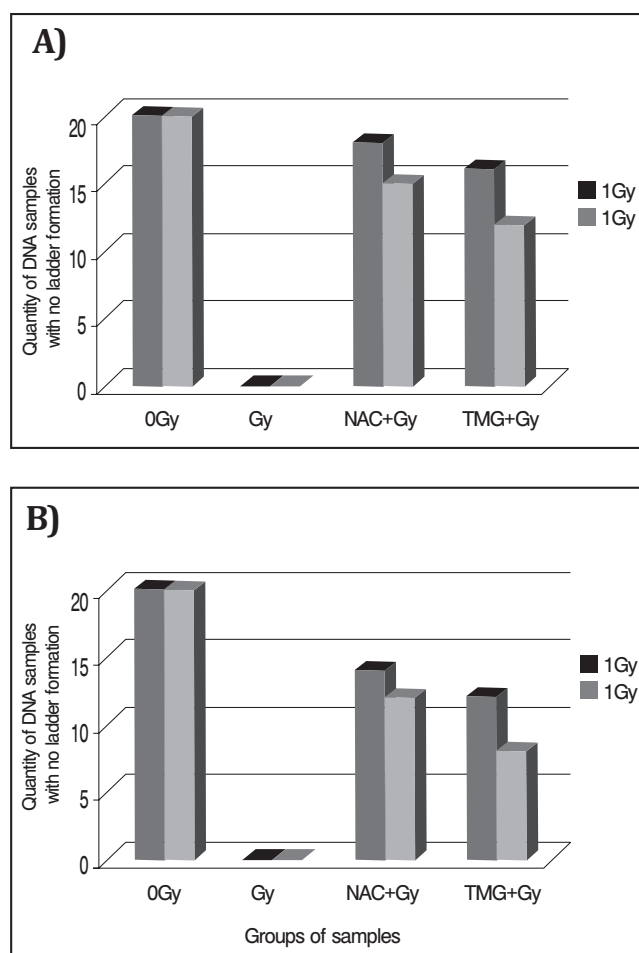 A)
Quantity of DNA samples
with no ladder formation
20
15
10
5
0
0Gy Gy NAC+Gy TMG+Gy
1Gy
1Gy
B)
Quantity of DNA samples
with no ladder formation
20
15
10
5
0
0Gy Gy NAC+Gy TMG+Gy
Groups of samples
1Gy
1Gy